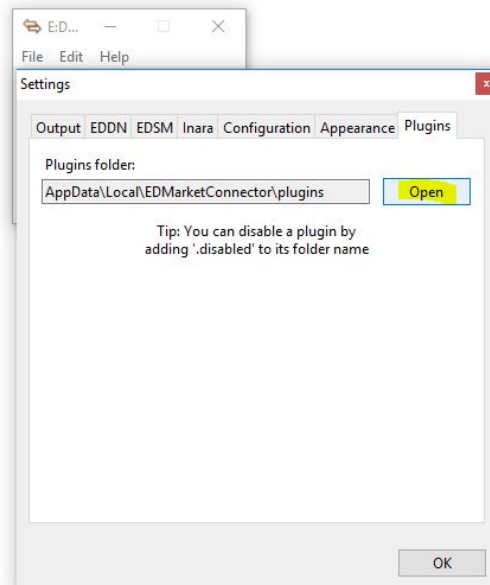 E:D...
File Edit Help
Settings
x
Output EDDN EDSM Inara Configuration Appearance Plugins
Plugins folder:
AppData\Local\EDMarketConnector\plugins Open
Tip: You can disable a plugin by
adding '.disabled' to its folder name
OK